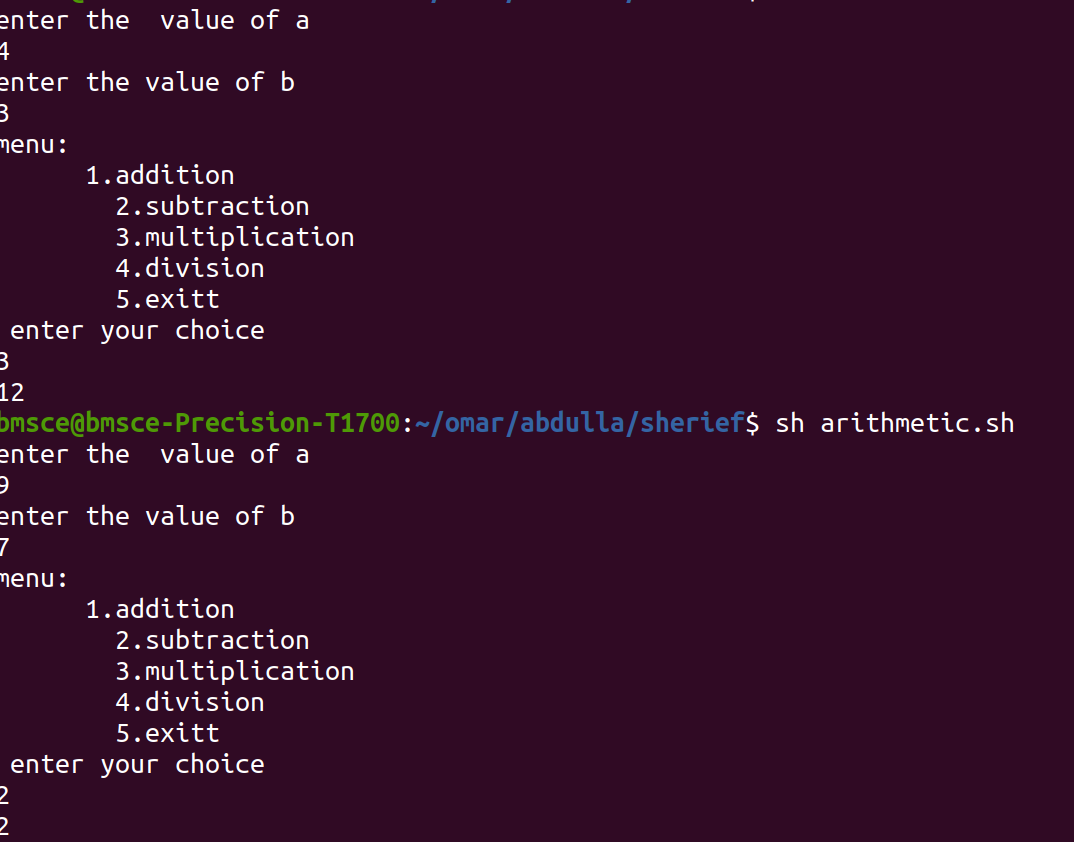 enter the  value of a
4
enter the value of b
3
menu:
      1.addition
        2.subtraction
        3.multiplication
        4.division
        5.exitt
 enter your choice
3
12
bmsce@bmsce-Precision-T1700:~/omar/abdulla/sherief$ sh arithmetic.sh
enter the  value of a
9
enter the value of b
7
menu:
      1.addition
        2.subtraction
        3.multiplication
        4.division
        5.exitt
 enter your choice
2
2